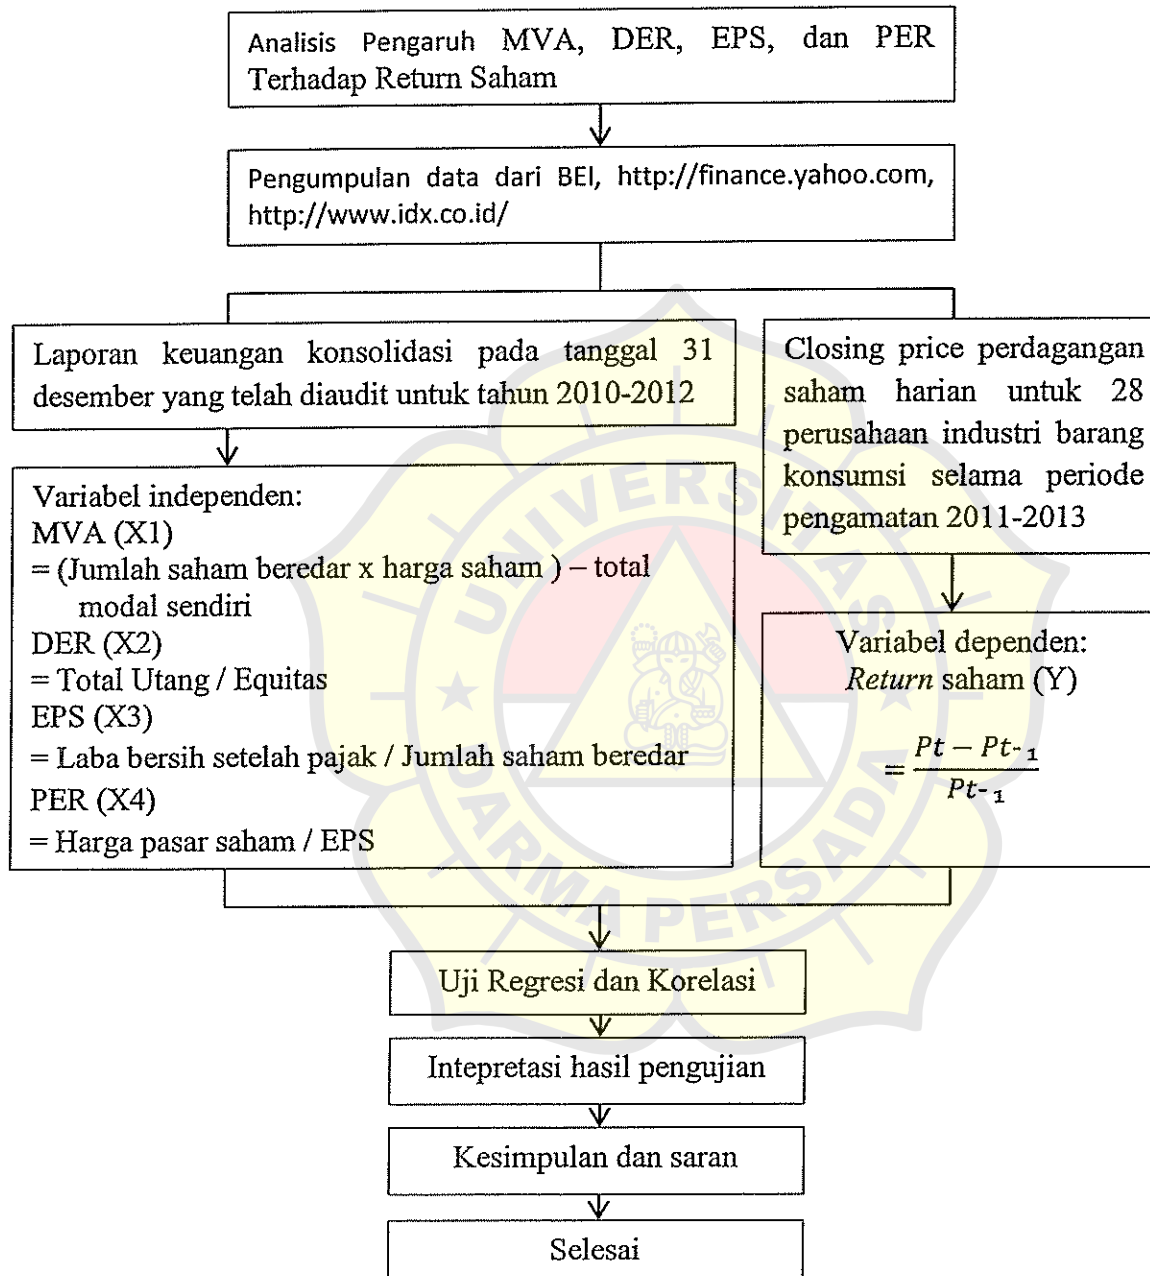 Analisis Pengaruh MVA, DER, EPS, dan PER
Terhadap Return Saham
Pengumpulan data dari BEI, http://finance.yahoo.com,
http://www.idx.co.id/
Laporan keuangan konsolidasi pada tanggal 31
desember yang telah diaudit untuk tahun 2010-2012
Closing price perdagangan
saham harian untuk 28
perusahaan industri barang
konsumsi selama periode
pengamatan 2011-2013
Variabel independen:
MVA (X1)
= (Jumlah saham beredar x harga saham ) – total
modal sendiri
DER (X2)
= Total Utang / Equitas
EPS (X3)
= Laba bersih setelah pajak / Jumlah saham beredar
PER (X4)
= Harga pasar saham / EPS
Variabel dependen:
Return saham (Y)
= \frac{Pt – Pt-₁}{Pt-₁}
UNIVERSITAS
DARMA PERSADA
Uji Regresi dan Korelasi
Intepretasi hasil pengujian
Kesimpulan dan saran
Selesai